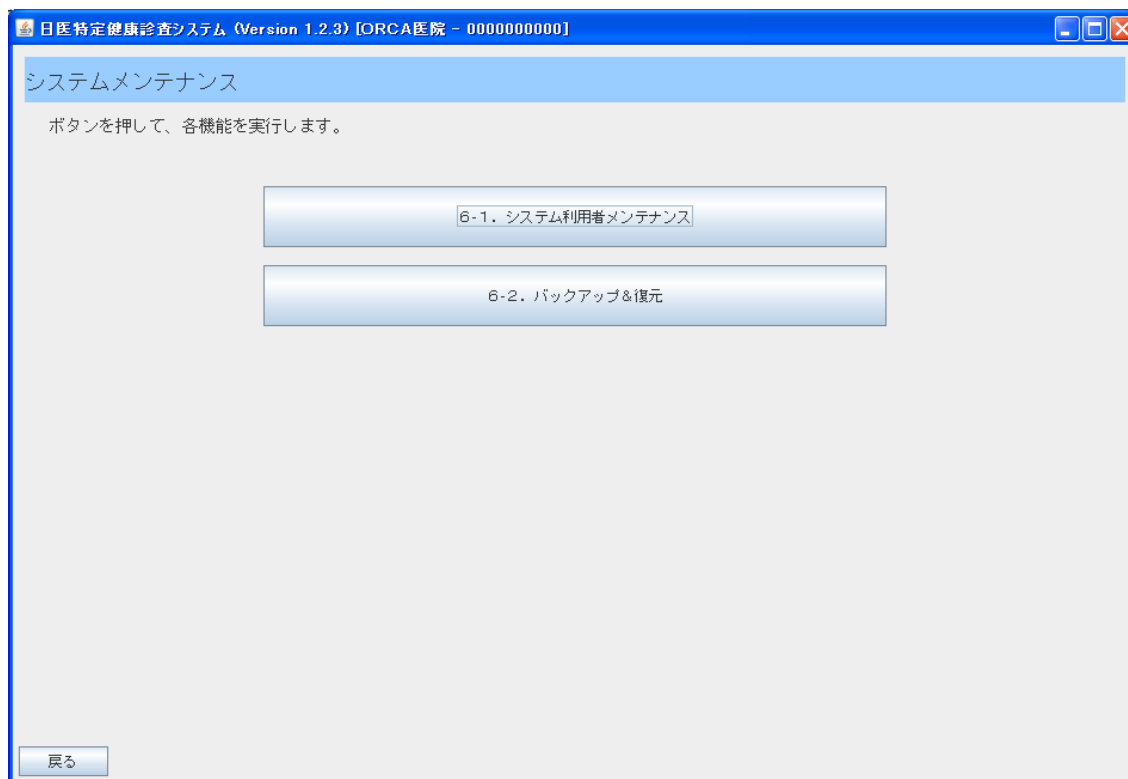 日医特定健康診査システム (Version 1.2.3) [ORCA医院 - 0000000000]
システムメンテナンス
ボタンを押して、各機能を実行します。
6-1. システム利用者メンテナンス
6-2. バックアップ&復元
戻る